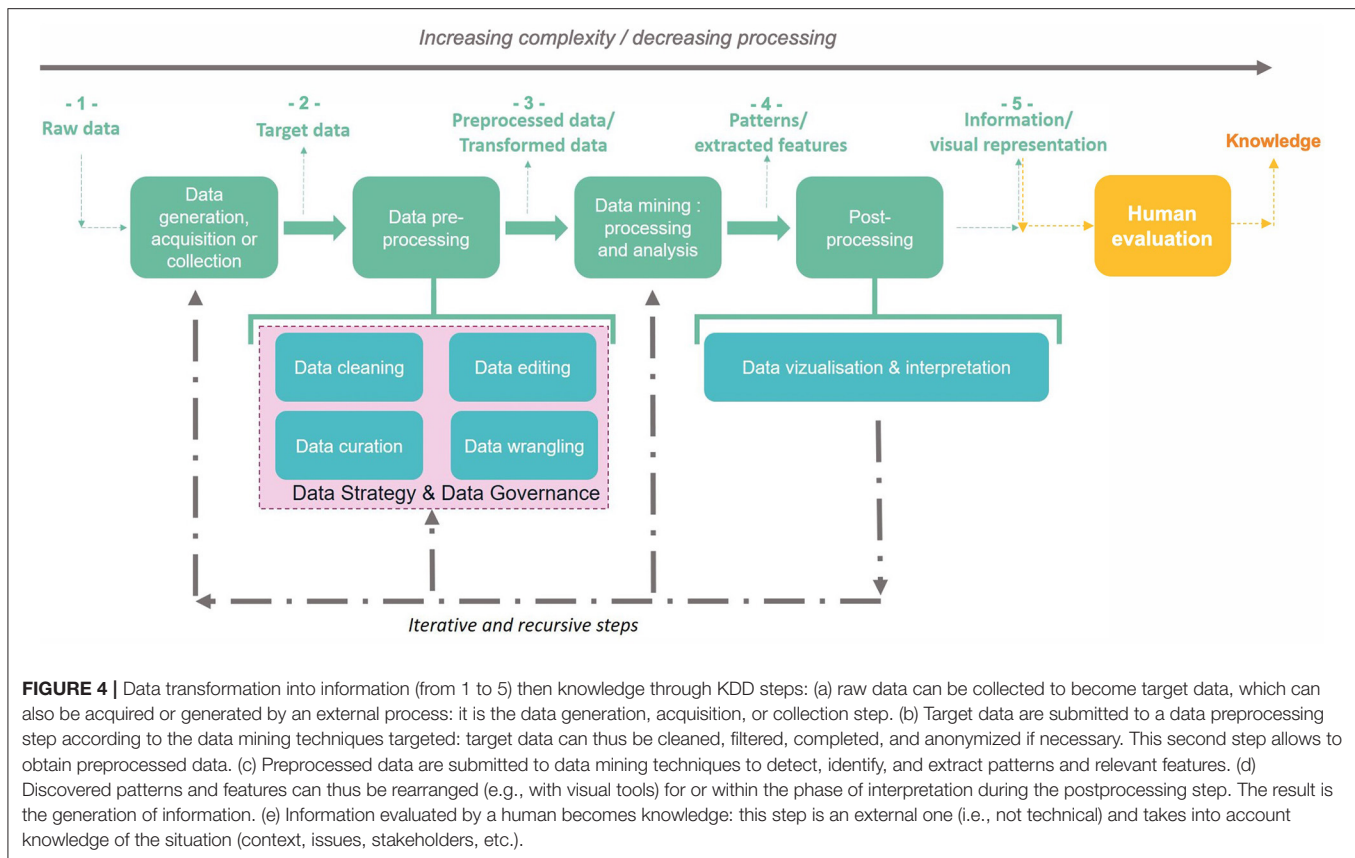 Increasing complexity / decreasing processing
- 1 -
Raw data
- 2 -
Target data
- 3 -
Preprocessed data/
Transformed data
- 4 -
Patterns/
extracted features
- 5 -
Information/
visual representation
Knowledge
Data
generation,
acquisition or
collection
Data pre-
processing
Data mining :
processing
and analysis
Post-
processing
Human
evaluation
Data cleaning
Data editing
Data curation
Data wrangling
Data Strategy & Data Governance
Data vizualisation & interpretation
Iterative and recursive steps
FIGURE 4 | Data transformation into information (from 1 to 5) then knowledge through KDD steps: (a) raw data can be collected to become target data, which can
also be acquired or generated by an external process: it is the data generation, acquisition, or collection step. (b) Target data are submitted to a data preprocessing
step according to the data mining techniques targeted: target data can thus be cleaned, filtered, completed, and anonymized if necessary. This second step allows to
obtain preprocessed data. (c) Preprocessed data are submitted to data mining techniques to detect, identify, and extract patterns and relevant features. (d)
Discovered patterns and features can thus be rearranged (e.g., with visual tools) for or within the phase of interpretation during the postprocessing step. The result is
the generation of information. (e) Information evaluated by a human becomes knowledge: this step is an external one (i.e., not technical) and takes into account
knowledge of the situation (context, issues, stakeholders, etc.).